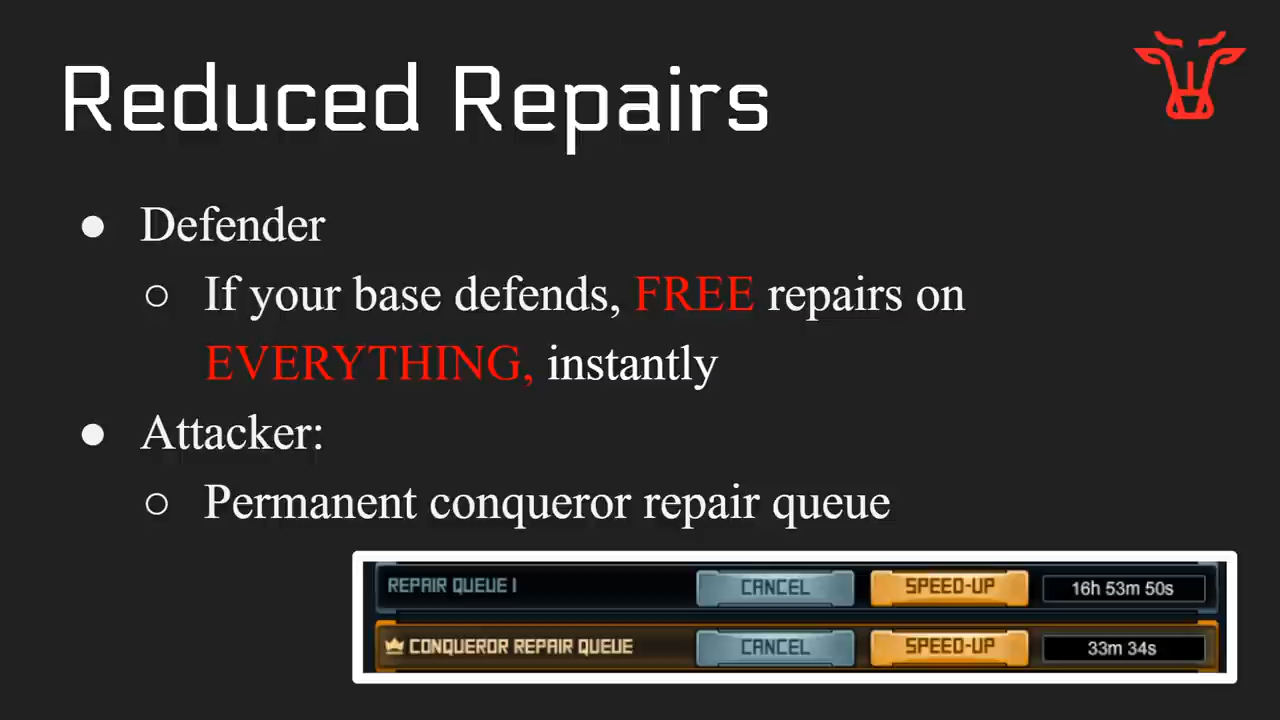 Reduced Repairs
● Defender
○ If your base defends, FREE repairs on
EVERYTHING, instantly
● Attacker:
○ Permanent conqueror repair queue
REPAIR QUEUE 1 CANCEL SPEED-UP 16h 53m 50s
CONQUEROR REPAIR QUEUE CANCEL SPEED-UP 33m 34s